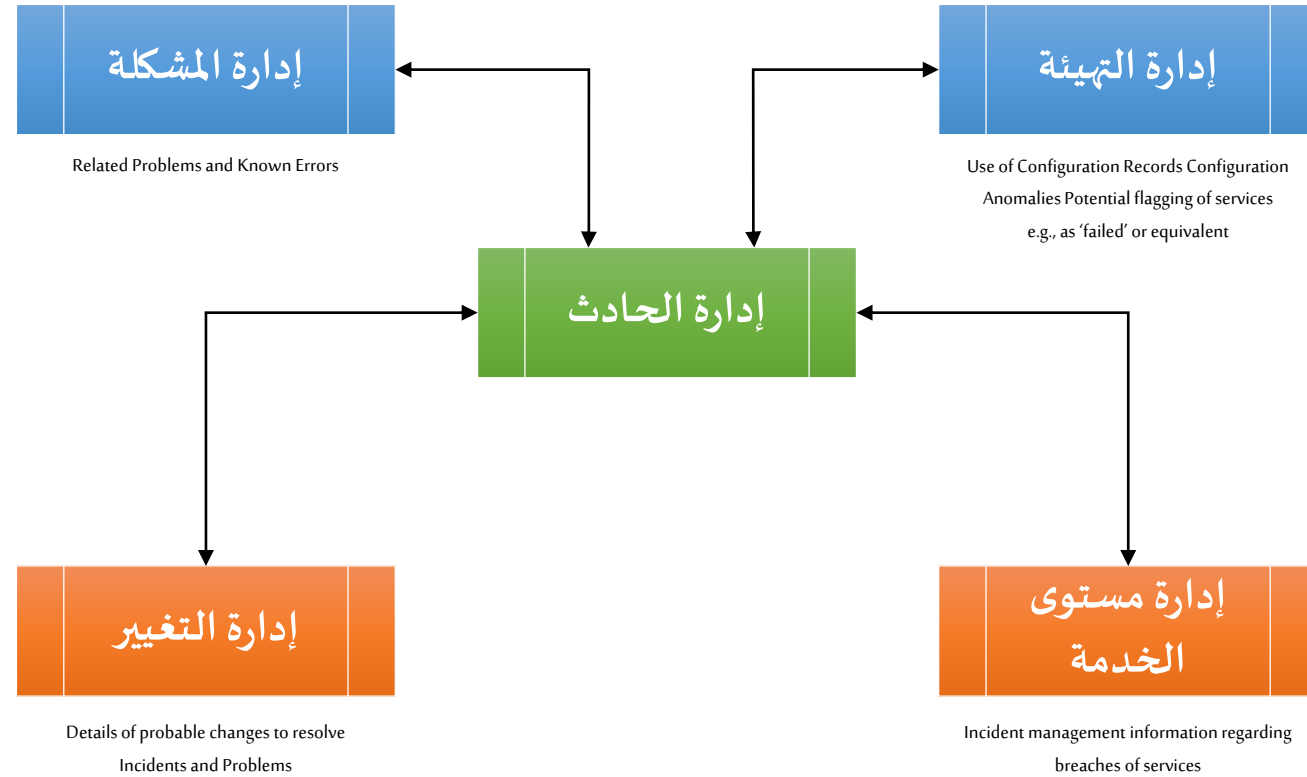 إدارة المشكلة
Related Problems and Known Errors
إدارة التهيئة
Use of Configuration Records Configuration
Anomalies Potential flagging of services
e.g., as ‘failed’ or equivalent
إدارة الحادث
إدارة التغيير
Details of probable changes to resolve
Incidents and Problems
إدارة مستوى
الخدمة
Incident management information regarding
breaches of services